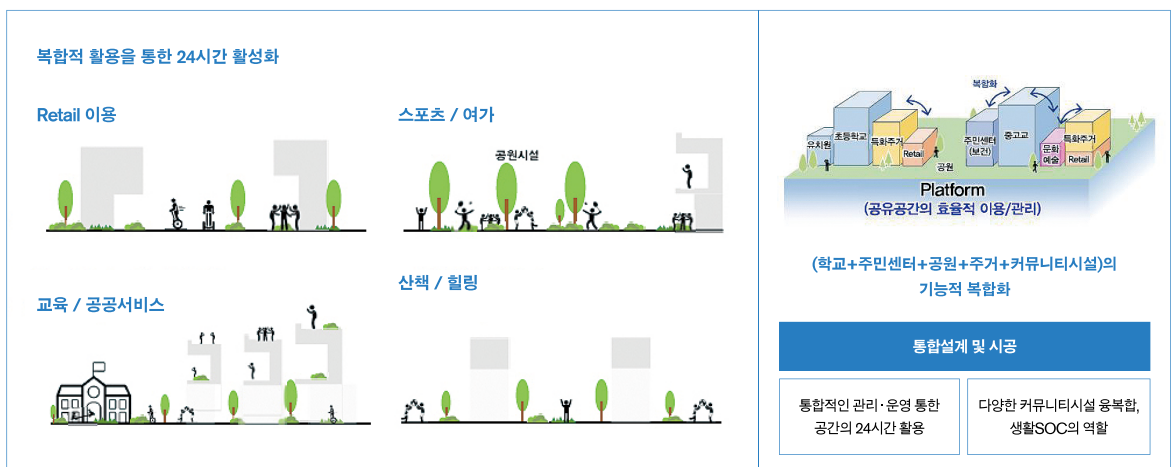 복합적 활용을 통한 24시간 활성화
Retail 이용
스포츠 / 여가
공원시설
교육 / 공공서비스
산책 / 힐링
복합화
유치원
초등학교
특화주거
Retail
공원
주민센터
(보건)
중고교
문화
예술
특화주거
Retail
Platform
(공유공간의 효율적 이용/관리)
(학교+주민센터+공원+주거+커뮤니티시설)의
기능적 복합화
통합설계 및 시공
통합적인 관리·운영 통한
공간의 24시간 활용
다양한 커뮤니티시설 융복합,
생활SOC의 역할